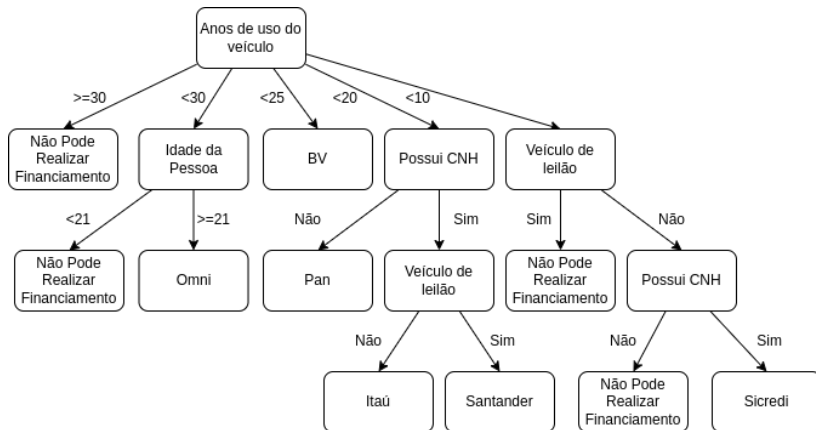 Anos de uso do
veículo
>=30
<30
<25
<20
<10
Não Pode
Realizar
Financiamento
Idade da
Pessoa
BV
Possui CNH
Veículo de
leilão
<21
>=21
Não
Sim
Sim
Não
Não Pode
Realizar
Financiamento
Omni
Pan
Veículo de
leilão
Não Pode
Realizar
Financiamento
Possui CNH
Não
Sim
Não
Sim
Itaú
Santander
Não Pode
Realizar
Financiamento
Sicredi